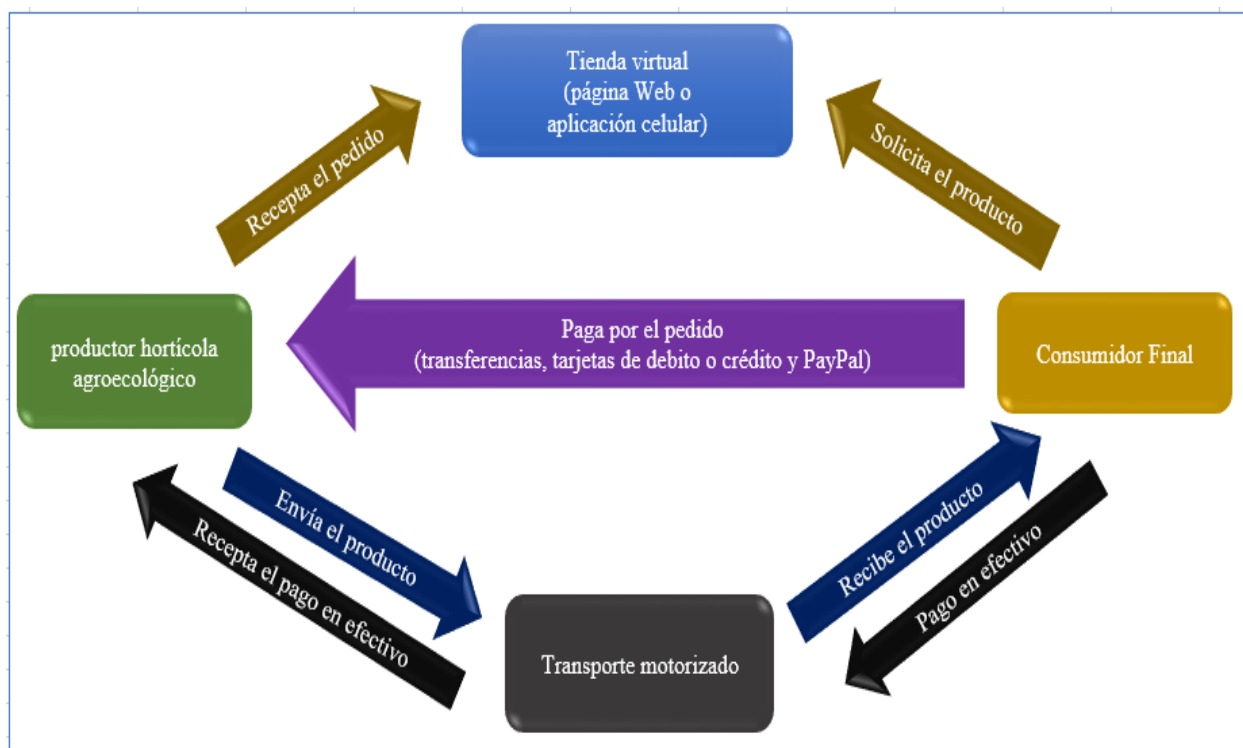 Tienda virtual
(página Web o
aplicación celular)
Recepta el pedido
Solicita el producto
productor hortícola
agroecológico
Paga por el pedido
(transferencias, tarjetas de debito o crédito y PayPal)
Consumidor Final
Envía el producto
Recepta el pago en efectivo
Recibe el producto
Pago en efectivo
Transporte motorizado